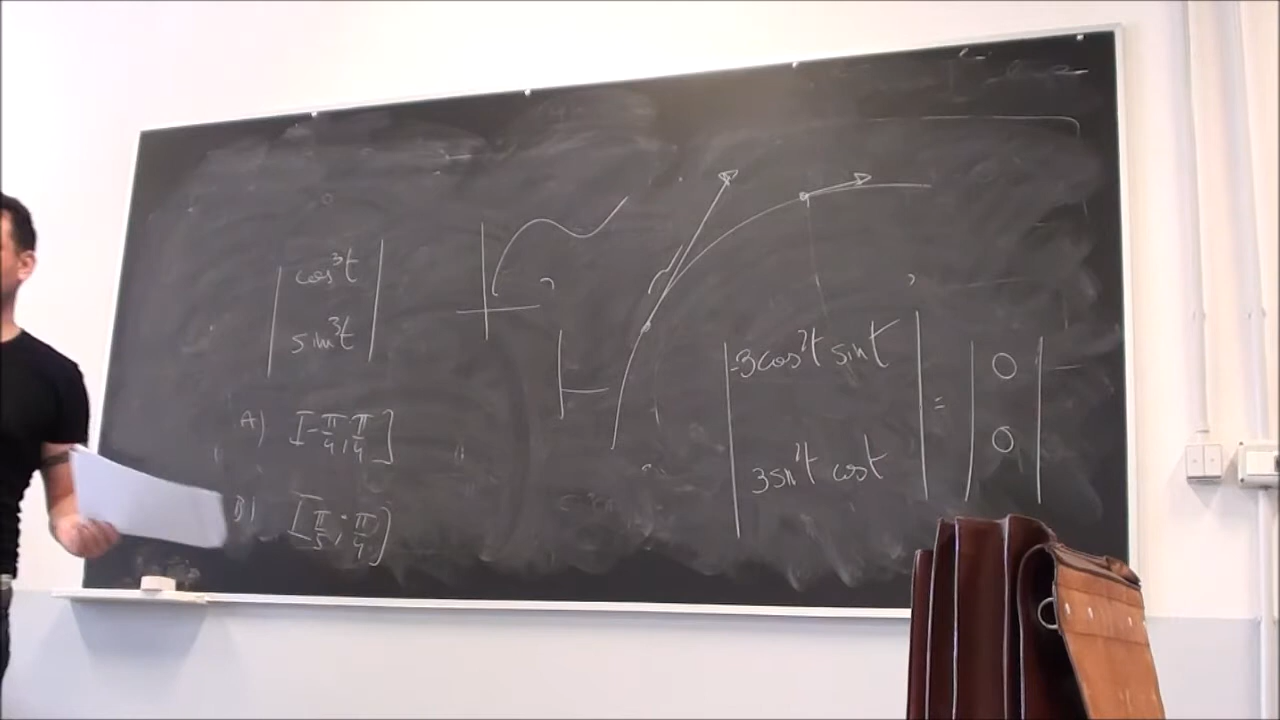 cos³t
sin³t
A) [-π/4; π/4]
B) [π/5; π/4]
-3cos²t sint
3sin²t cost
=
0
0